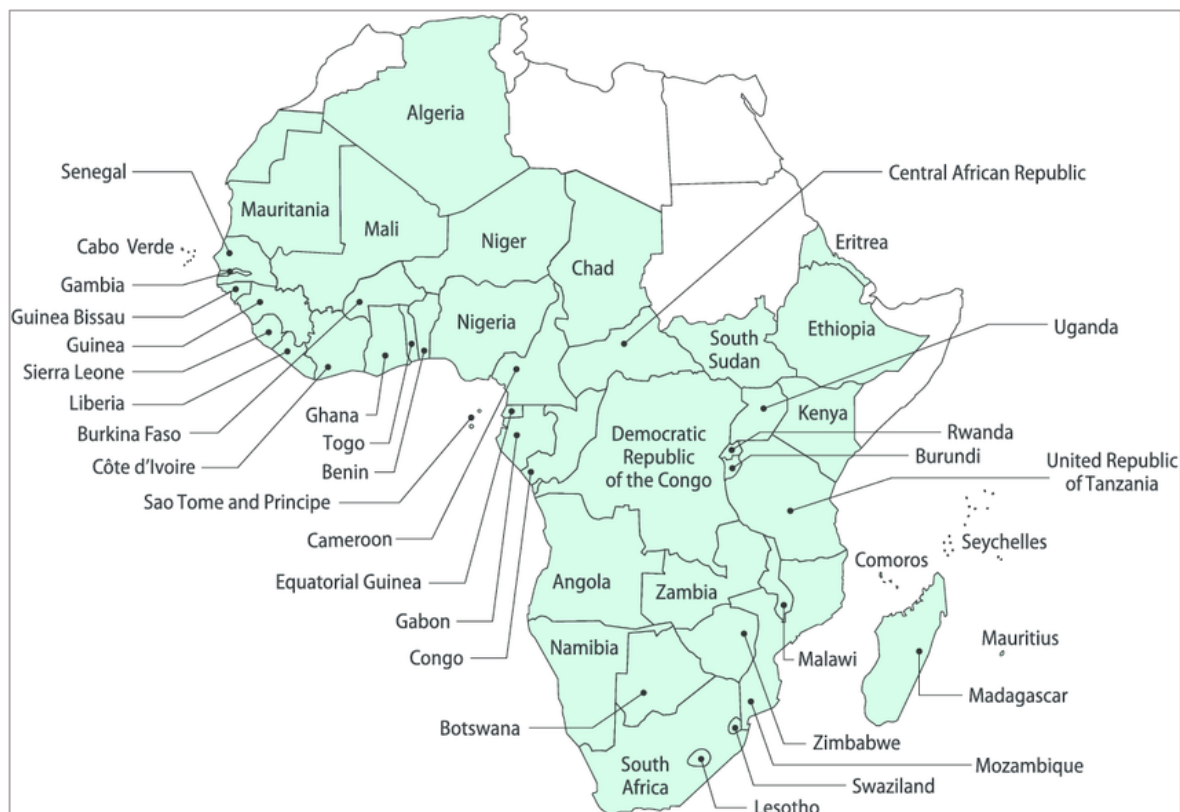 Algeria
Senegal
Central African Republic
Mauritania
Mali
Niger
Cabo Verde
Eritrea
Chad
Gambia
Guinea Bissau
Nigeria
Ethiopia
Uganda
South
Sudan
Guinea
Sierra Leone
Liberia
Ghana
Kenya
Burkina Faso
Togo
Democratic
Republic
of the Congo
Rwanda
Côte d'Ivoire
Benin
Burundi
United Republic
of Tanzania
Sao Tome and Principe
Cameroon
Seychelles
Comoros
Equatorial Guinea
Angola
Zambia
Gabon
Mauritius
Namibia
Congo
Malawi
Madagascar
Botswana
Zimbabwe
South
Africa
Mozambique
Swaziland
Lesotho